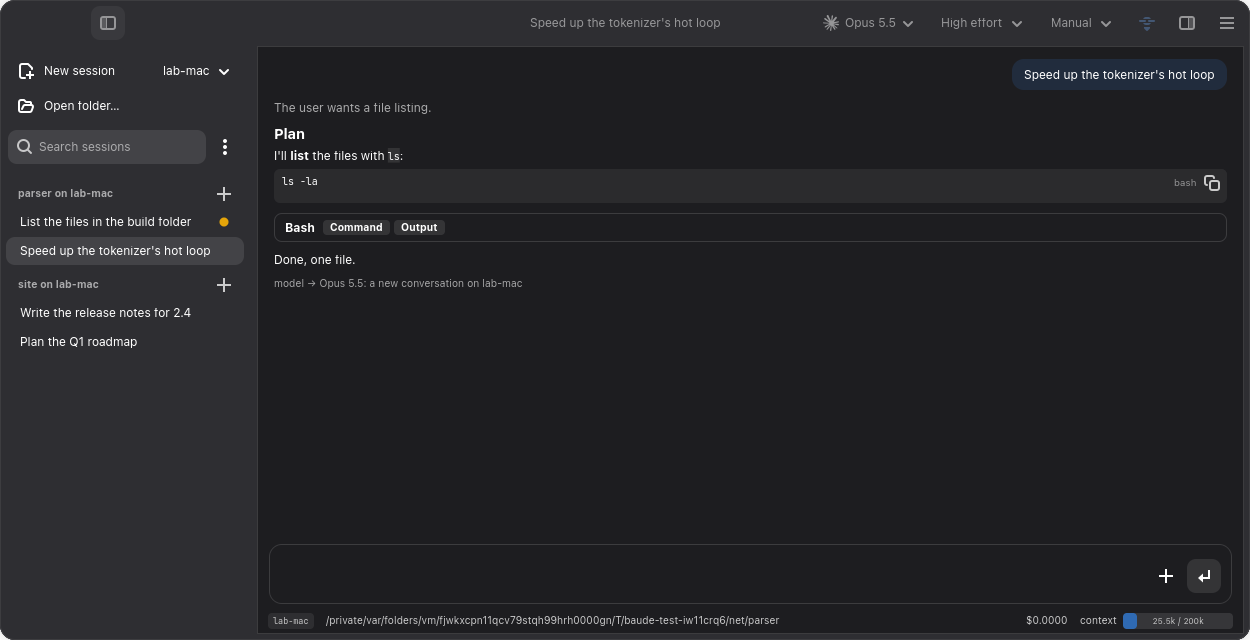 Speed up the tokenizer's hot loop
Opus 5.5
High effort
Manual
New session
lab-mac
Open folder...
Search sessions
parser on lab-mac
List the files in the build folder
Speed up the tokenizer's hot loop
site on lab-mac
Write the release notes for 2.4
Plan the Q1 roadmap
Speed up the tokenizer's hot loop
The user wants a file listing.
Plan
I'll list the files with ls:
ls -la
bash
Bash Command Output
Done, one file.
model → Opus 5.5: a new conversation on lab-mac
lab-mac /private/var/folders/vm/fjwkxcpn11qcv79stqh99hrh0000gn/T/baude-test-iw11crq6/net/parser
$0.0000 context 25.5k / 200k